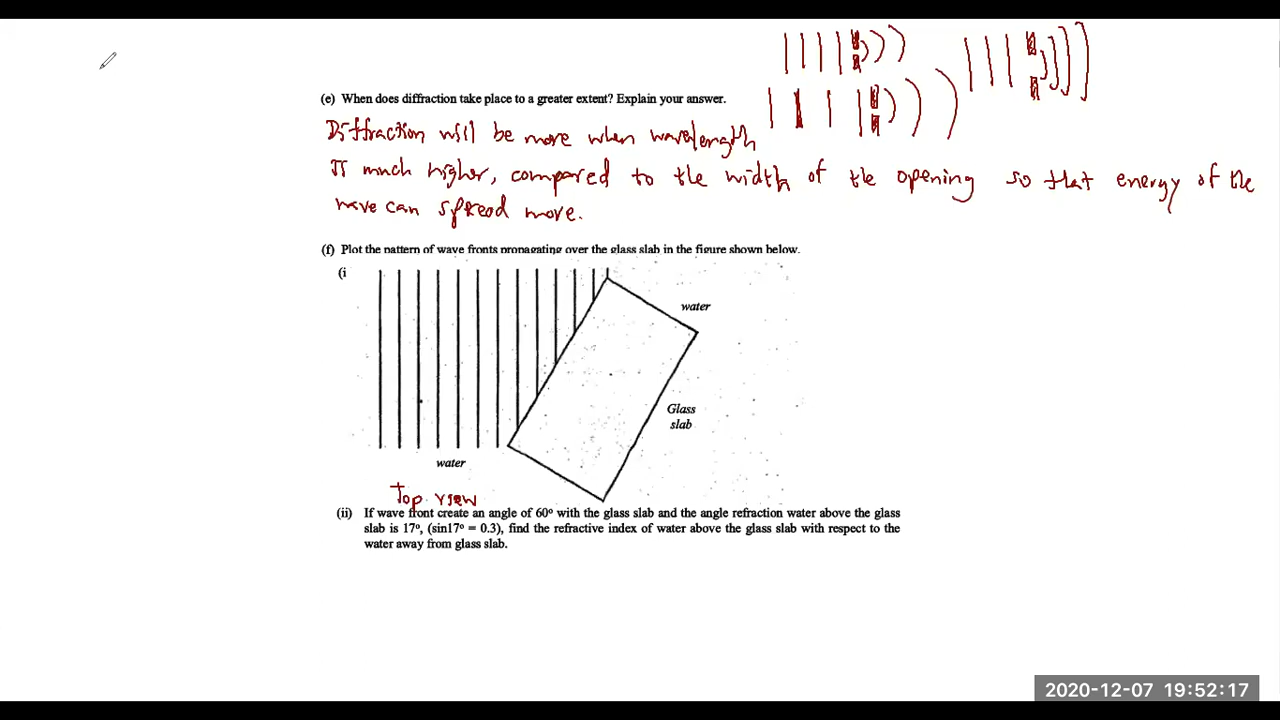 (e) When does diffraction take place to a greater extent? Explain your answer.
Diffraction will be more when wavelength
Is much higher, compared to the width of the opening so that energy of the
wave can spread more.
(f) Plot the pattern of wave fronts propagating over the glass slab in the figure shown below.
(i
water
Glass
slab
water
Top view
(ii) If wave front create an angle of 60° with the glass slab and the angle refraction water above the glass
slab is 17°, (sin17° = 0.3), find the refractive index of water above the glass slab with respect to the
water away from glass slab.
2020-12-07 19:52:17